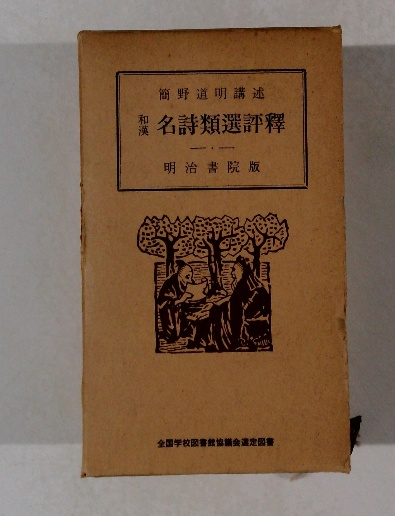 簡野道明講述
和漢 名詩類選評釋
明治書院版
全国学校図書館協議会選定図書